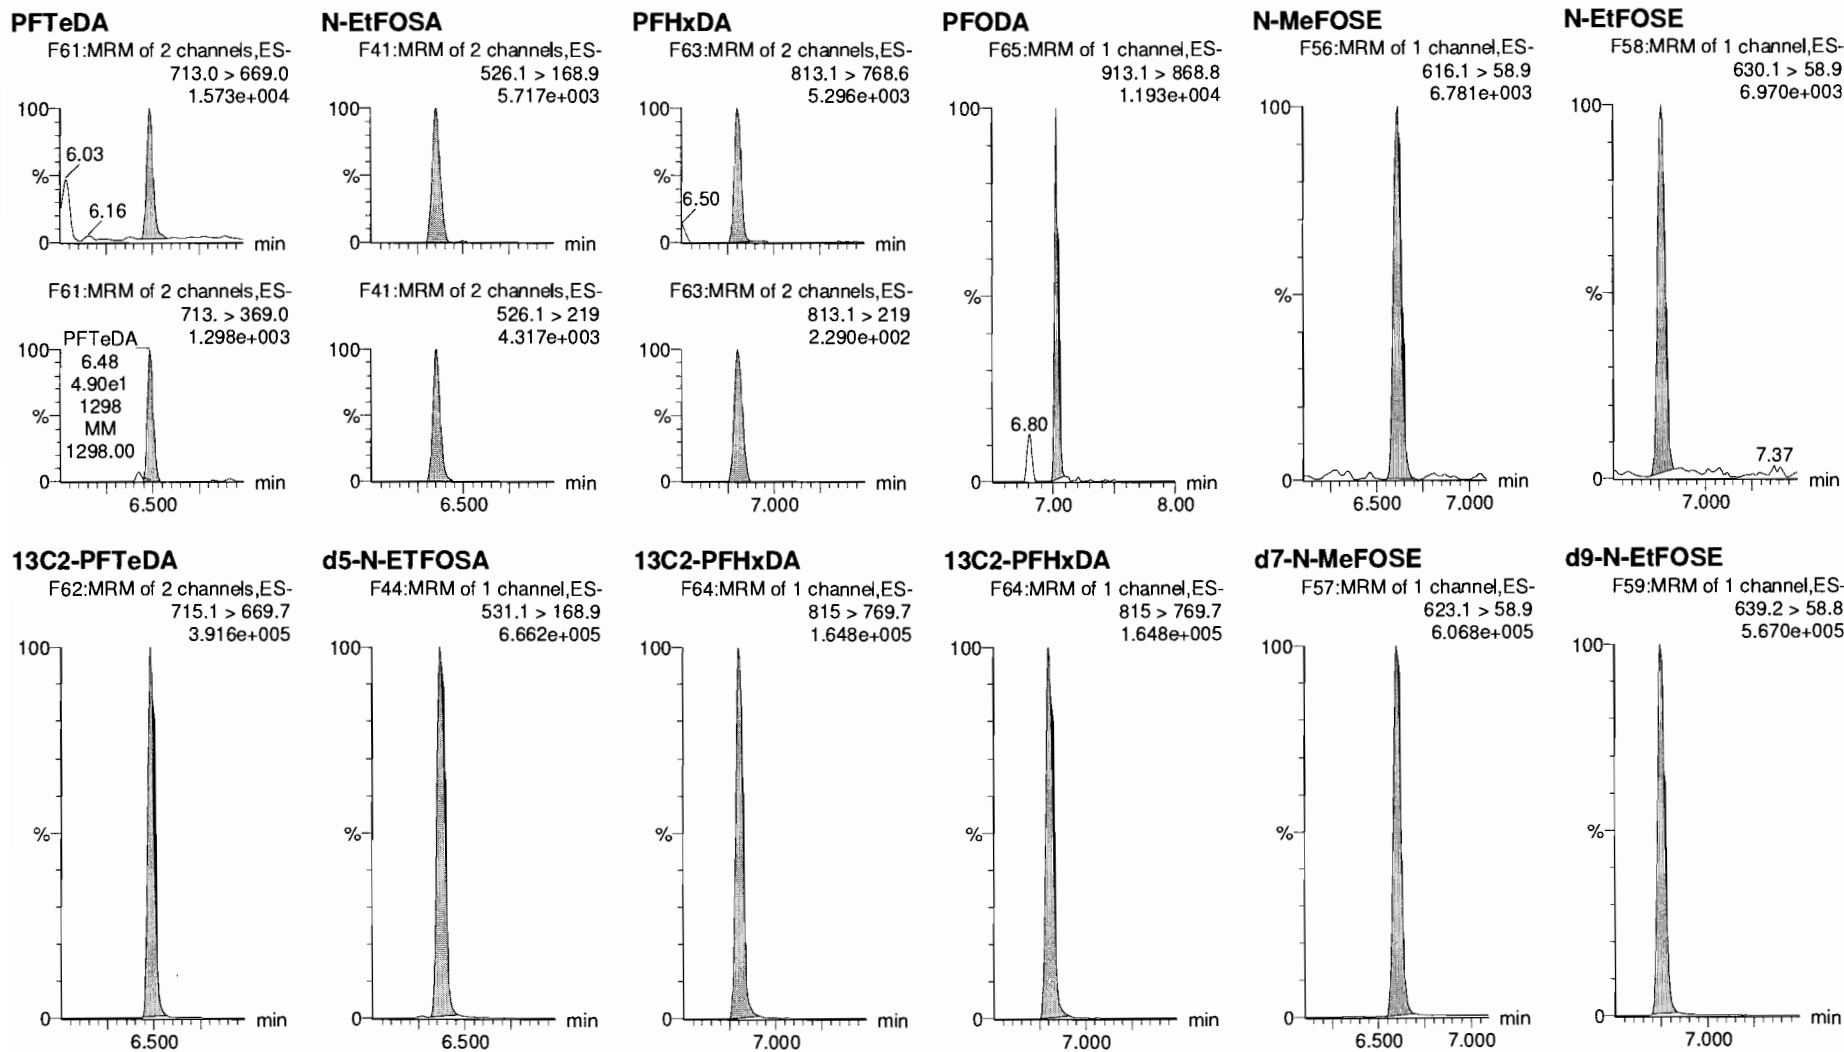 PFTeDA
F61:MRM of 2 channels,ES-
713.0 > 669.0
1.573e+004
100
%
0
6.03
6.16
min
F61:MRM of 2 channels,ES-
713. > 369.0
1.298e+003
PFTeDA
6.48
4.90e1
1298
MM
1298.00
100
%
0
min
6.500
N-EtFOSA
F41:MRM of 2 channels,ES-
526.1 > 168.9
5.717e+003
100
%
0
min
F41:MRM of 2 channels,ES-
526.1 > 219
4.317e+003
100
%
0
min
6.500
PFHxDA
F63:MRM of 2 channels,ES-
813.1 > 768.6
5.296e+003
100
%
0
6.50
min
F63:MRM of 2 channels,ES-
813.1 > 219
2.290e+002
100
%
0
min
7.000
PFODA
F65:MRM of 1 channel,ES-
913.1 > 868.8
1.193e+004
100
%
0
6.80
min
7.00 8.00
N-MeFOSE
F56:MRM of 1 channel,ES-
616.1 > 58.9
6.781e+003
100
%
0
min
6.500 7.000
N-EtFOSE
F58:MRM of 1 channel,ES-
630.1 > 58.9
6.970e+003
100
%
0
7.37
min
7.000
13C2-PFTeDA
F62:MRM of 2 channels,ES-
715.1 > 669.7
3.916e+005
100
%
0
min
6.500
d5-N-ETFOSA
F44:MRM of 1 channel,ES-
531.1 > 168.9
6.662e+005
100
%
0
min
6.500
13C2-PFHxDA
F64:MRM of 1 channel,ES-
815 > 769.7
1.648e+005
100
%
0
min
7.000
13C2-PFHxDA
F64:MRM of 1 channel,ES-
815 > 769.7
1.648e+005
100
%
0
min
7.000
d7-N-MeFOSE
F57:MRM of 1 channel,ES-
623.1 > 58.9
6.068e+005
100
%
0
min
6.500 7.000
d9-N-EtFOSE
F59:MRM of 1 channel,ES-
639.2 > 58.8
5.670e+005
100
%
0
min
7.000